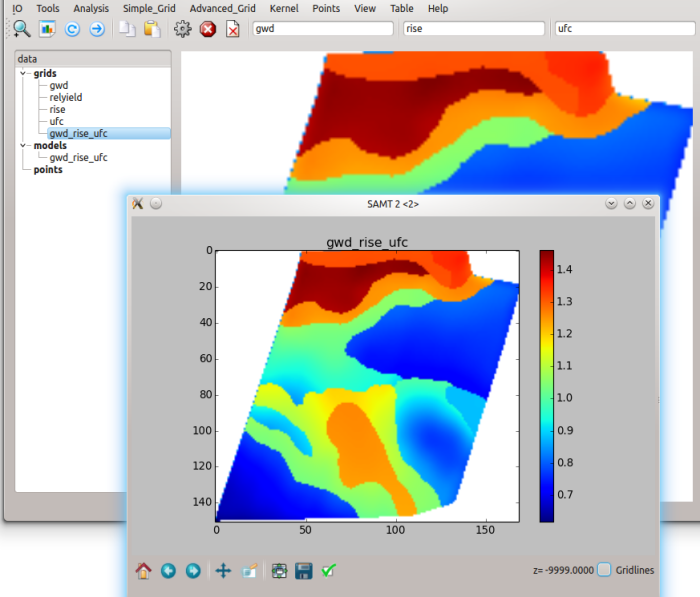 IO Tools Analysis Simple_Grid Advanced_Grid Kernel Points View Table Help
gwd rise ufc
data
grids
gwd
relyield
rise
ufc
gwd_rise_ufc
models
gwd_rise_ufc
points
SAMT 2 <2>
gwd_rise_ufc
0
20
40
60
80
100
120
140
0 50 100 150
1.4
1.3
1.2
1.1
1.0
0.9
0.8
0.7
z= -9999.0000 Gridlines